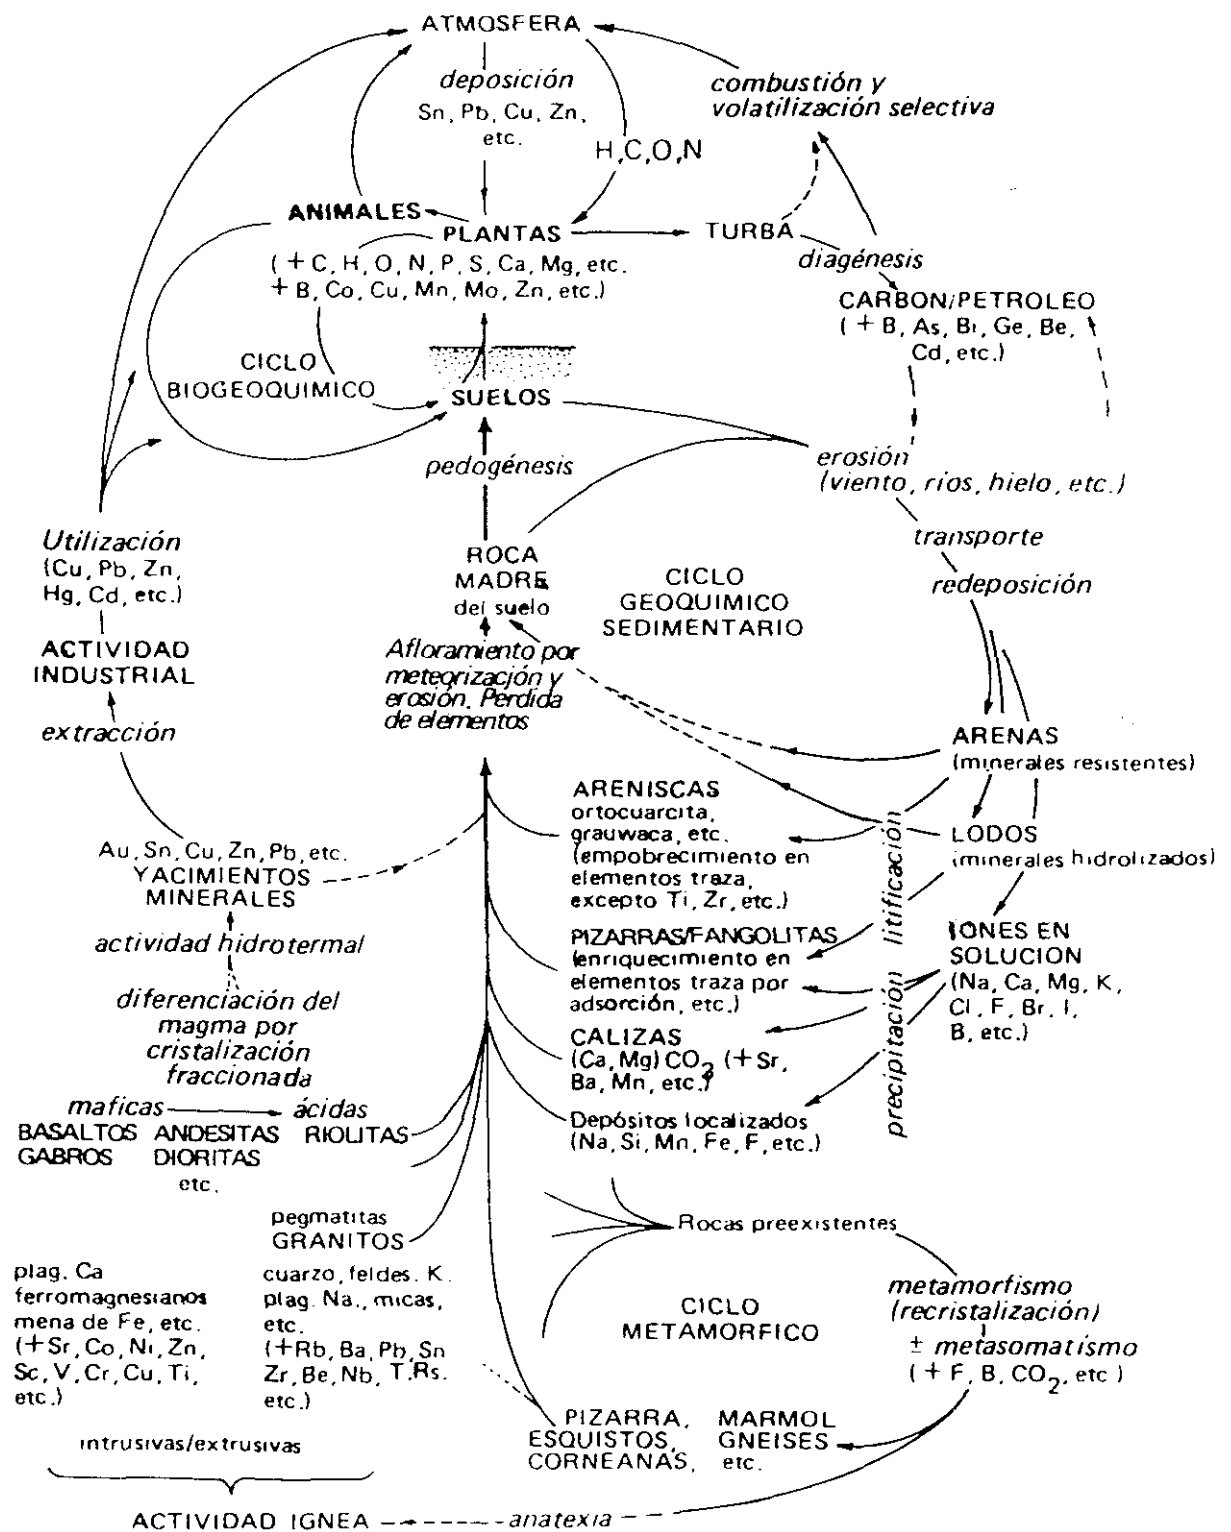 ATMOSFERA
deposición
Sn, Pb, Cu, Zn,
etc.
combustión y
volatilización selectiva
H,C,O,N
ANIMALES
PLANTAS
(+C, H, O, N, P, S, Ca, Mg, etc.
+B, Co, Cu, Mn, Mo, Zn, etc.)
TURBA
diagénesis
CARBON/PETROLEO
(+B, As, Bi, Ge, Be,
Cd, etc.)
CICLO
BIOGEOQUIMICO
SUELOS
pedogénesis
erosión
(viento, ríos, hielo, etc.)
transporte
redeposición
Utilización
(Cu, Pb, Zn,
Hg, Cd, etc.)
ACTIVIDAD
INDUSTRIAL
extracción
ROCA
MADRE
del suelo
CICLO
GEOQUIMICO
SEDIMENTARIO
Afloramiento por
meteorización y
erosión. Perdida
de elementos
ARENAS
(minerales resistentes)
LODOS
(minerales hidrolizados)
IONES EN
SOLUCION
(Na, Ca, Mg, K,
Cl, F, Br, I,
B, etc.)
litificación
precipitación
ARENISCAS
ortocuarcita,
grauwaca, etc.
(empobrecimiento en
elementos traza,
excepto Ti, Zr, etc.)
PIZARRAS/FANGOLITAS
(enriquecimiento en
elementos traza por
adsorción, etc.)
CALIZAS
(Ca, Mg) CO3 (+Sr,
Ba, Mn, etc.)
Depósitos localizados
(Na, Si, Mn, Fe, F, etc.)
Au, Sn, Cu, Zn, Pb, etc.
YACIMIENTOS
MINERALES
actividad hidrotermal
diferenciación del
magma por
cristalización
fraccionada
maficas ácidas
BASALTOS ANDESITAS RIOLITAS
GABROS DIORITAS
etc.
pegmatitas
GRANITOS
plag. Ca
ferromagnesianos
mena de Fe, etc.
(+Sr, Co, Ni, Zn,
Sc, V, Cr, Cu, Ti,
etc.)
cuarzo, feldes. K.
plag. Na., micas,
etc.
(+Rb, Ba, Pb, Sn
Zr, Be, Nb, T.Rs.
etc.)
intrusivas/extrusivas
ACTIVIDAD IGNEA
anatexia
Rocas preexistentes
CICLO
METAMORFICO
metamorfismo
(recristalización)
± metasomatismo
(+F, B, CO2, etc)
PIZARRA, MARMOL
ESQUISTOS, GNEISES
CORNEANAS, etc.